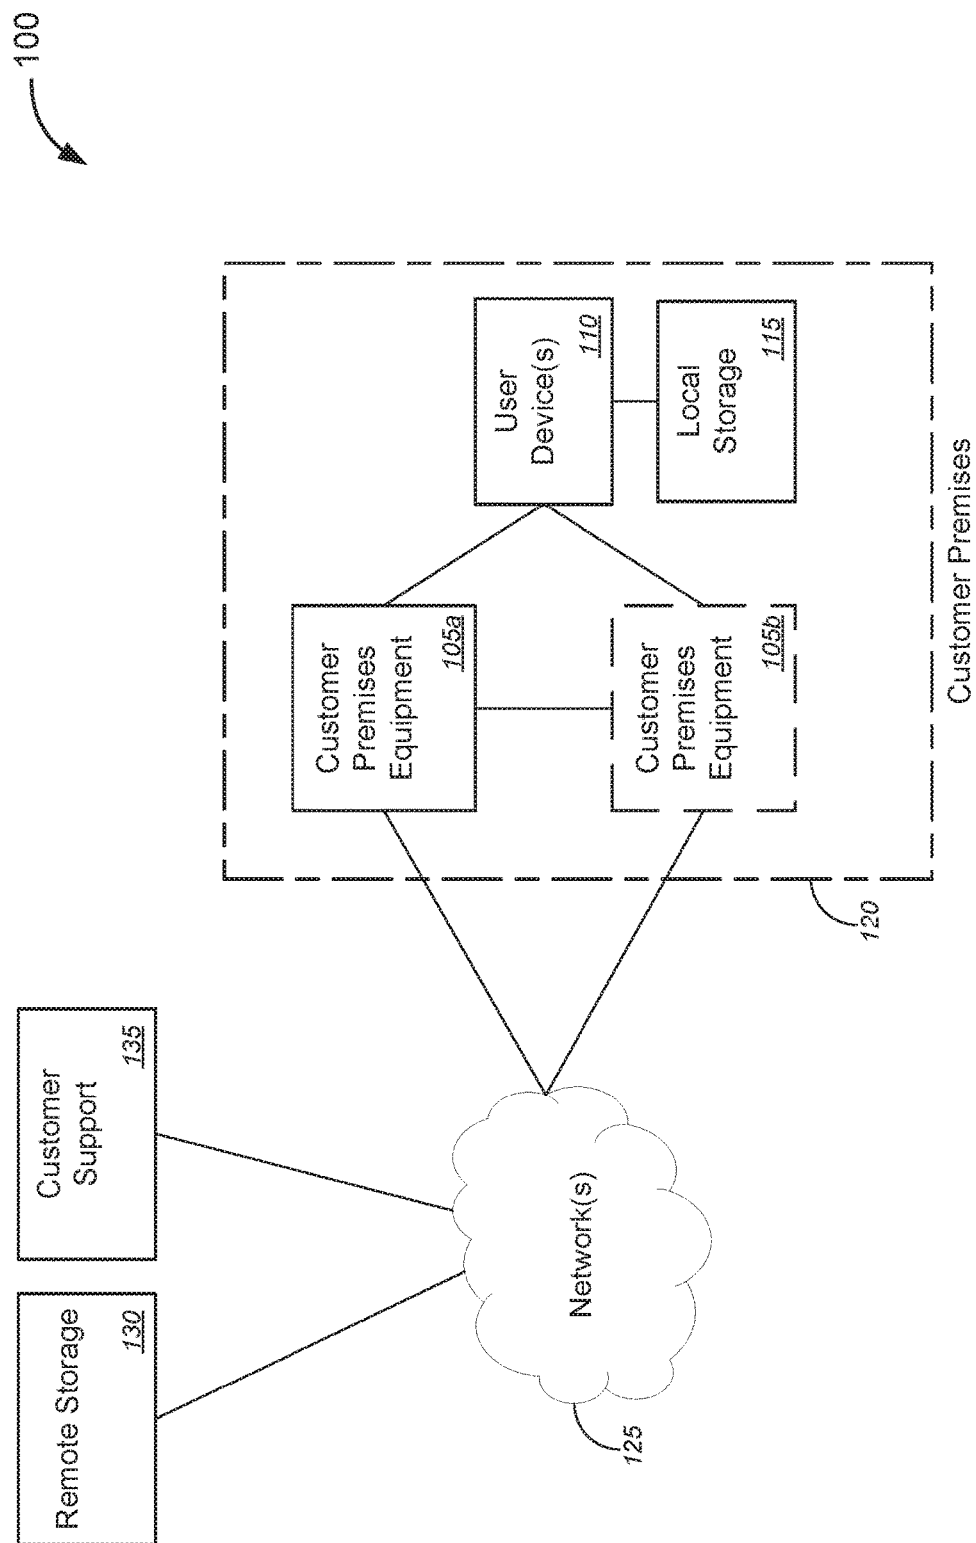 100
Remote Storage
130
Customer
Support
135
Network(s)
125
Customer
Premises
Equipment
105a
Customer
Premises
Equipment
105b
User
Device(s)
110
Local
Storage
115
120
Customer Premises